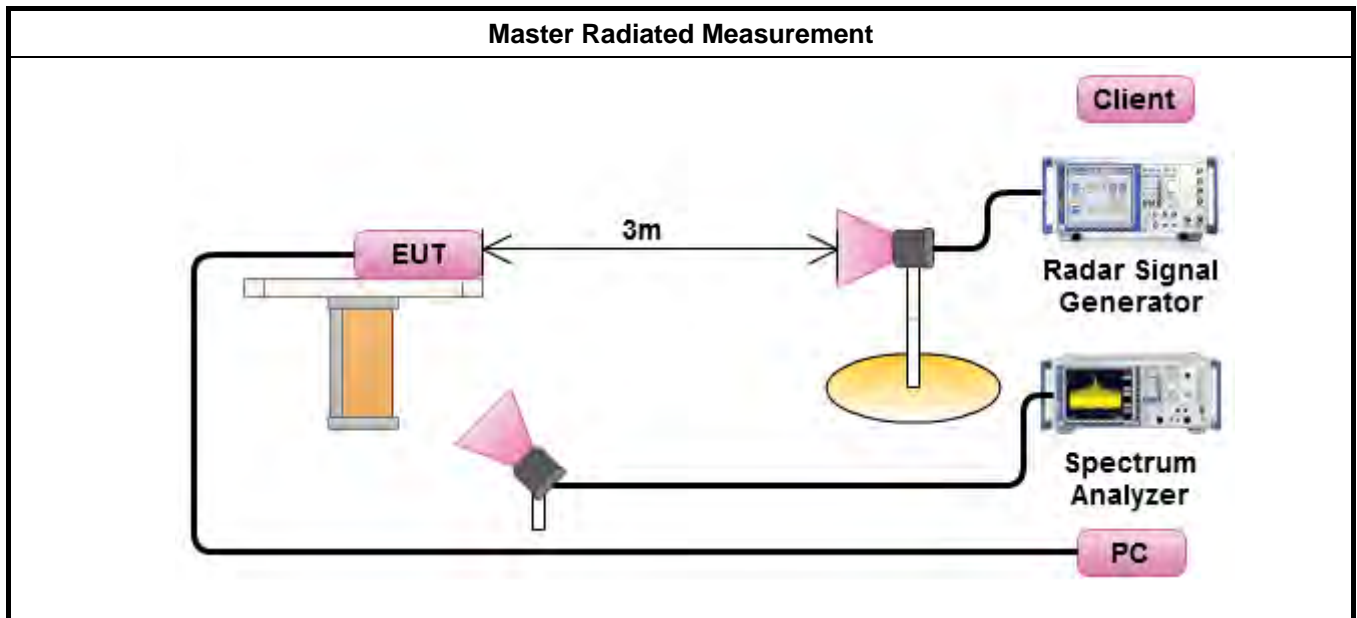 Master Radiated Measurement
Client
3m
EUT
Radar Signal
Generator
Spectrum
Analyzer
PC